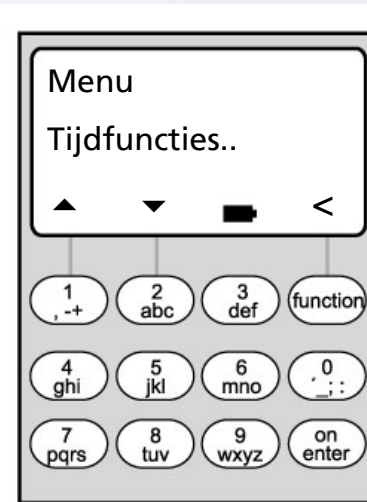 Menu
Tijdfuncties..
<
1 2 3 function
, -+ abc def
4 5 6 0
ghi jkl mno ´_; :
7 8 9 on
pqrs tuv wxyz enter